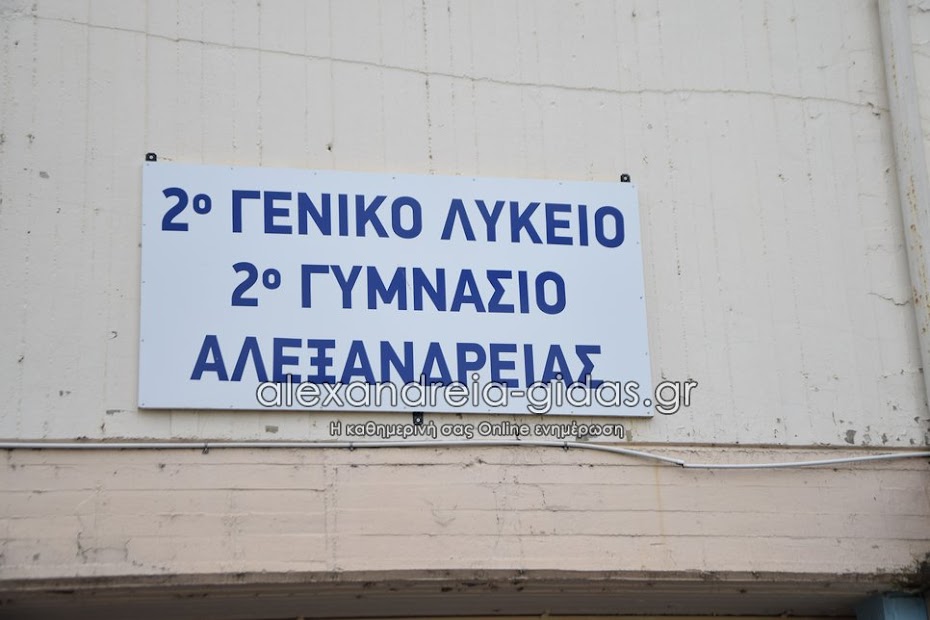 2ο ΓΕΝΙΚΟ ΛΥΚΕΙΟ
2ο ΓΥΜΝΑΣΙΟ
ΑΛΕΞΑΝΔΡΕΙΑΣ
alexandreia-gidas.gr
Η καθημερινή σας Online ενημέρωση